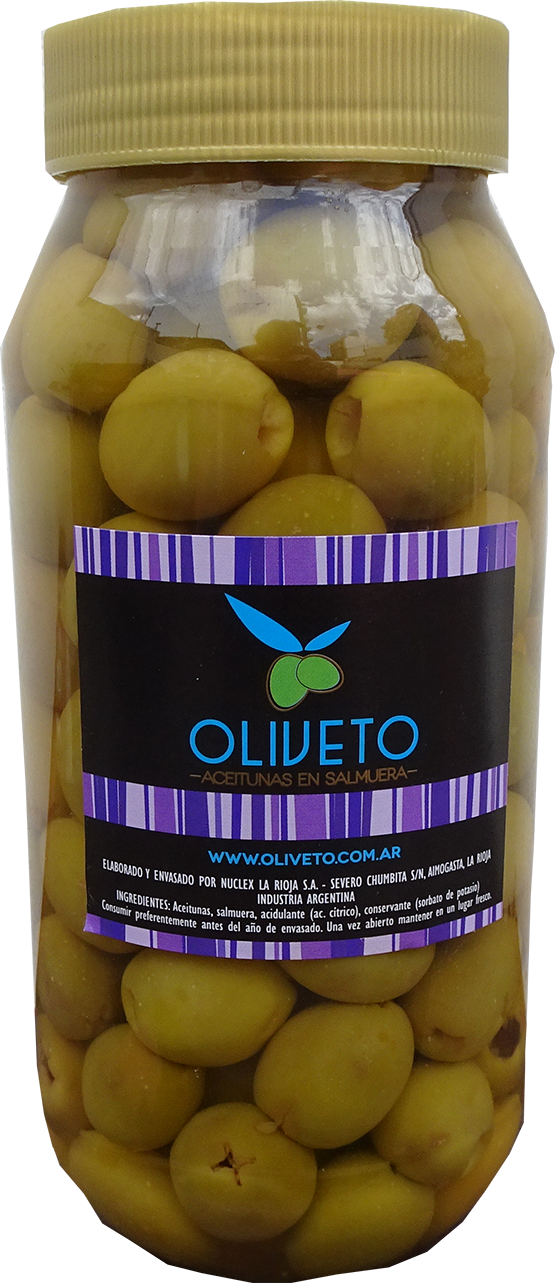 OLIVETO
—ACEITUNAS EN SALMUERA—
WWW.OLIVETO.COM.AR
ELABORADO Y ENVASADO POR NUCLEX LA RIOJA S.A. - SEVERO CHUMBITA S/N, AIMOGASTA, LA RIOJA
INDUSTRIA ARGENTINA
INGREDIENTES: Aceitunas, salmuera, acidulante (ac. cítrico), conservante (sorbato de potasio)
Consumir preferentemente antes del año de envasado. Una vez abierto mantener en un lugar fresco.